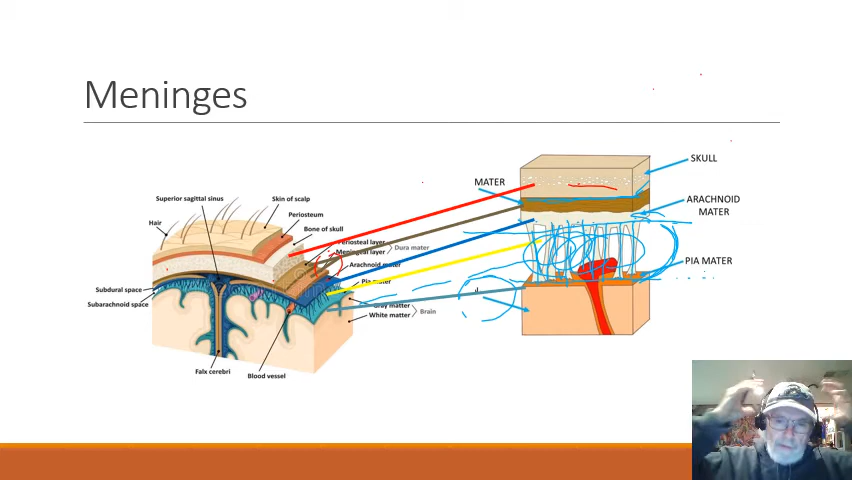 Meninges
SKULL
MATER
ARACHNOID
MATER
PIA MATER
Superior sagittal sinus
Skin of scalp
Periosteum
Hair
Bone of skull
Periosteal layer
Meningeal layer
Dura mater
Arachnoid mater
Pia mater
Subdural space
Subarachnoid space
Gray matter
White matter
Brain
Falx cerebri
Blood vessel